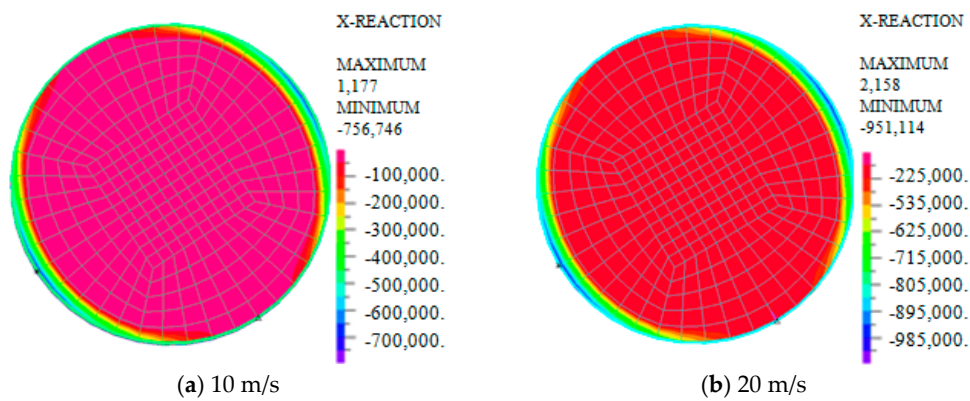 X-REACTION
MAXIMUM
1,177
MINIMUM
-756,746
-100,000.
-200,000.
-300,000.
-400,000.
-500,000.
-600,000.
-700,000.
(a) 10 m/s
X-REACTION
MAXIMUM
2,158
MINIMUM
-951,114
-225,000.
-535,000.
-715,000.
-805,000.
-895,000.
-985,000.
(b) 20 m/s